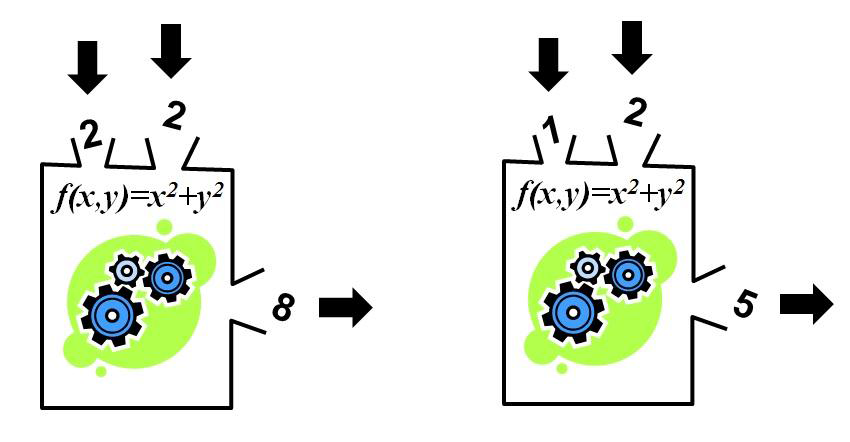 2 2
f(x,y)=x²+y²
8
1 2
f(x,y)=x²+y²
5